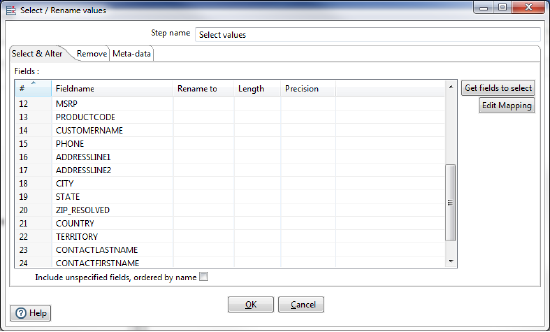 Select / Rename values
Step name Select values
Select & Alter Remove Meta-data
Fields :
# Fieldname Rename to Length Precision
12 MSRP
13 PRODUCTCODE
14 CUSTOMERNAME
15 PHONE
16 ADDRESSLINE1
17 ADDRESSLINE2
18 CITY
19 STATE
20 ZIP_RESOLVED
21 COUNTRY
22 TERRITORY
23 CONTACTLASTNAME
24 CONTACTFIRSTNAME
Get fields to select
Edit Mapping
Include unspecified fields, ordered by name
Help
OK Cancel